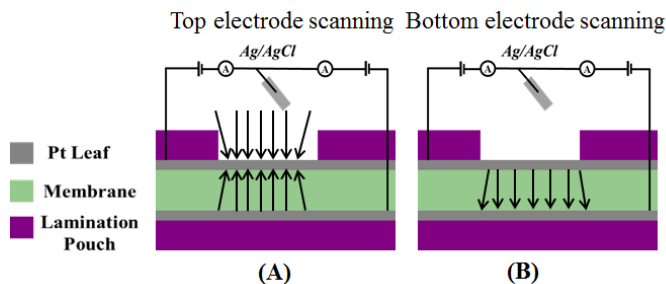 Top electrode scanning
Bottom electrode scanning
Ag/AgCl
Ag/AgCl
A
A
A
A
Pt Leaf
Membrane
Lamination
Pouch
(A)
(B)